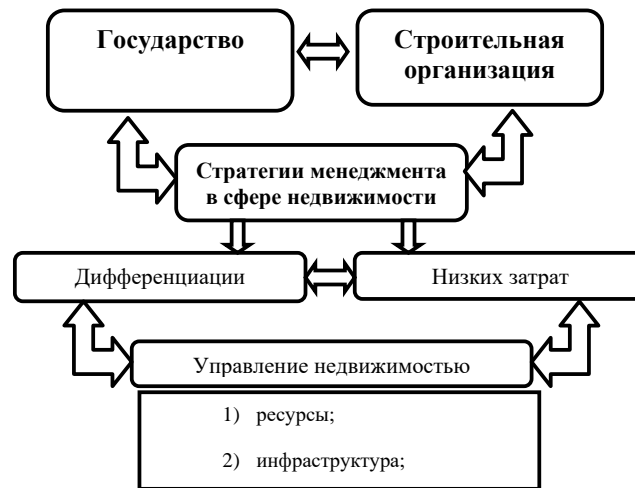 Государство
Строительная
организация
Стратегии менеджмента
в сфере недвижимости
Дифференциации
Низких затрат
Управление недвижимостью
1) ресурсы;
2) инфраструктура;